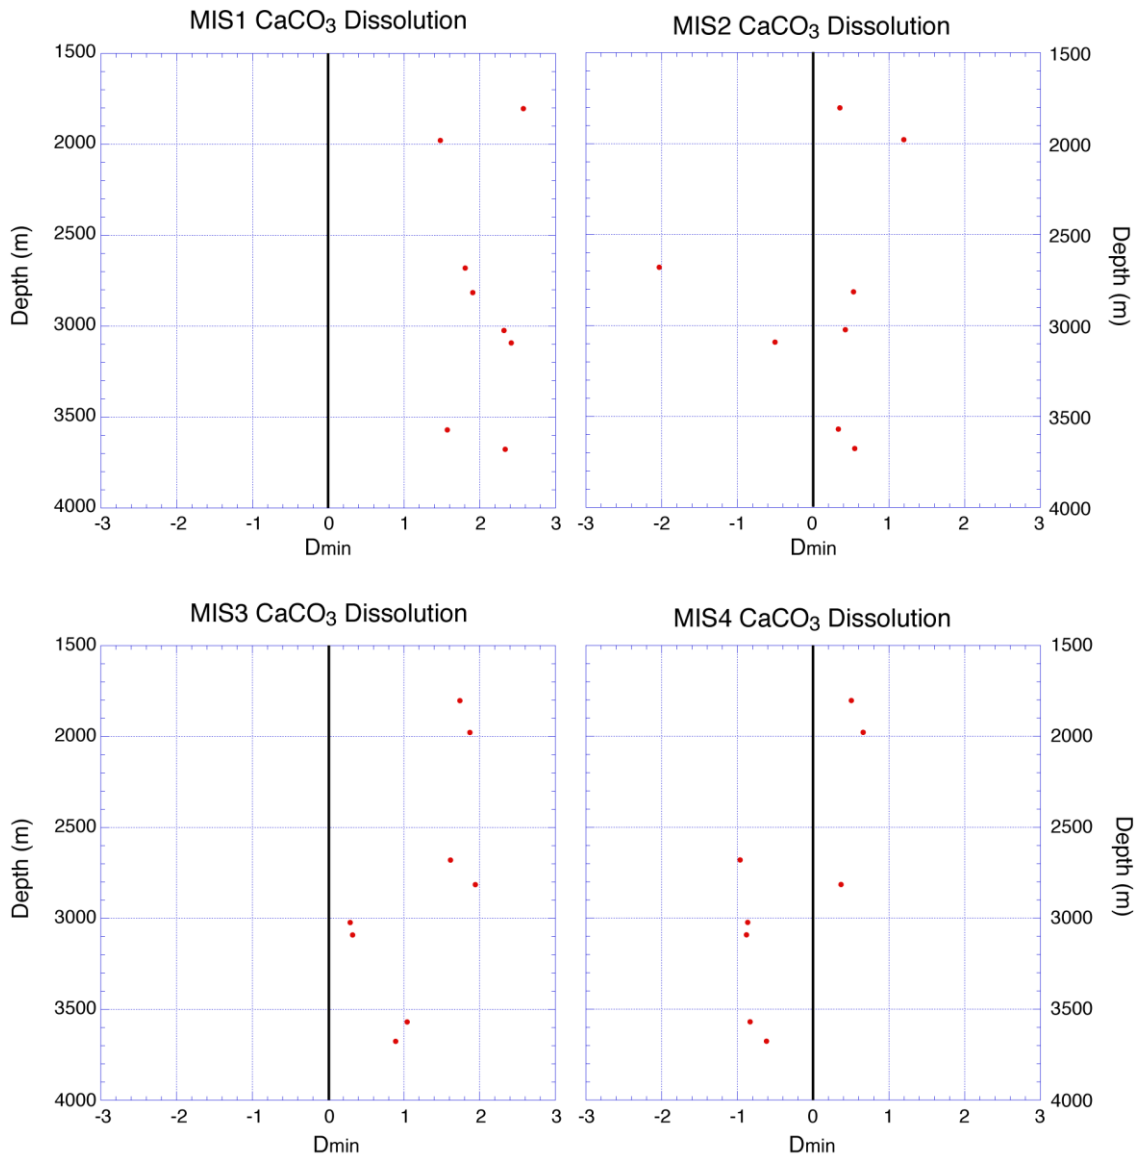 MIS1 CaCO3 Dissolution
1500
2000
2500
3000
3500
4000
Depth (m)
-3 -2 -1 0 1 2 3
Dmin
MIS2 CaCO3 Dissolution
1500
2000
2500
3000
3500
4000
Depth (m)
-3 -2 -1 0 1 2 3
Dmin
MIS3 CaCO3 Dissolution
1500
2000
2500
3000
3500
4000
Depth (m)
-3 -2 -1 0 1 2 3
Dmin
MIS4 CaCO3 Dissolution
1500
2000
2500
3000
3500
4000
Depth (m)
-3 -2 -1 0 1 2 3
Dmin